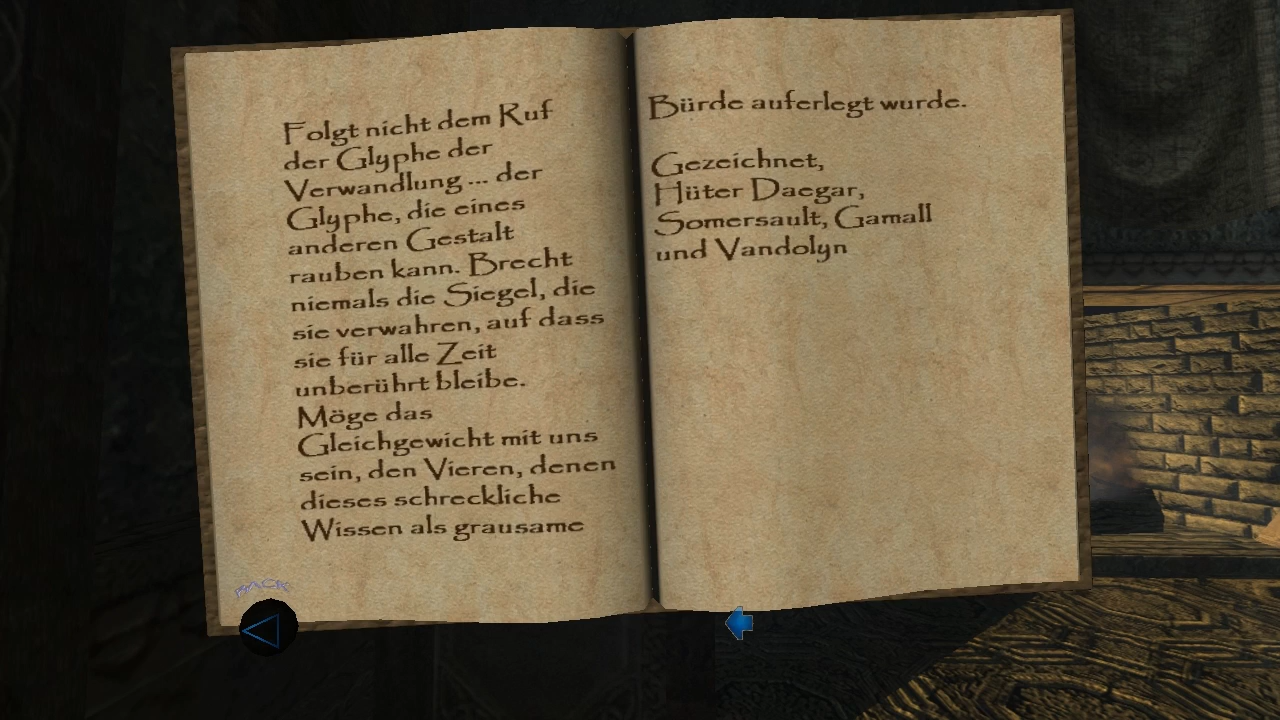 Folgt nicht dem Ruf
der Glyphe der
Verwandlung ... der
Glyphe, die eines
anderen Gestalt
rauben kann. Brecht
niemals die Siegel, die
sie verwahren, auf dass
sie für alle Zeit
unberührt bleibe.
Möge das
Gleichgewicht mit uns
sein, den Vieren, denen
dieses schreckliche
Wissen als grausame
Bürde auferlegt wurde.
Gezeichnet,
Hüter Daegar,
Somersault, Gamall
und Vandolyn
BACK